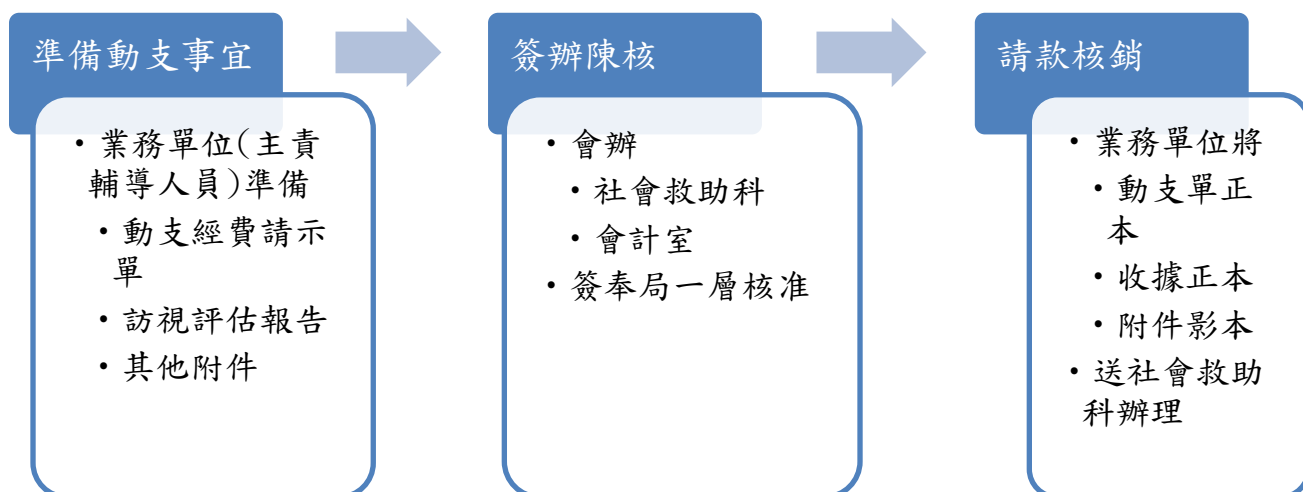 準備動支事宜
・業務單位(主責
輔導人員)準備
・動支經費請示
單
・訪視評估報告
・其他附件
簽辦陳核
・會辦
・社會救助科
・會計室
・簽奉局一層核准
請款核銷
・業務單位將
・動支單正
本
・收據正本
・附件影本
・送社會救助
科辦理